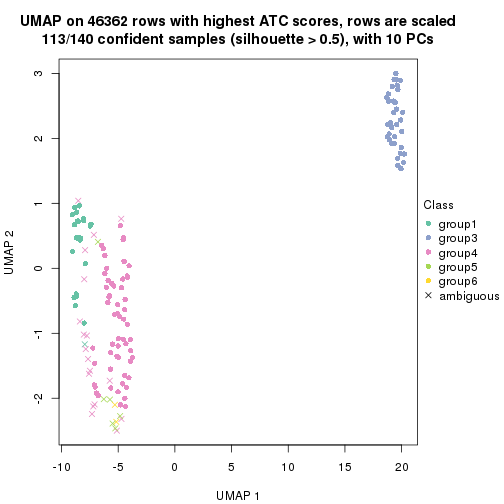 UMAP on 46362 rows with highest ATC scores, rows are scaled
113/140 confident samples (silhouette > 0.5), with 10 PCs
3
2
1
0
-1
-2
UMAP 2
-10
-5
0
5
10
15
20
UMAP 1
Class
group1
group3
group4
group5
group6
ambiguous